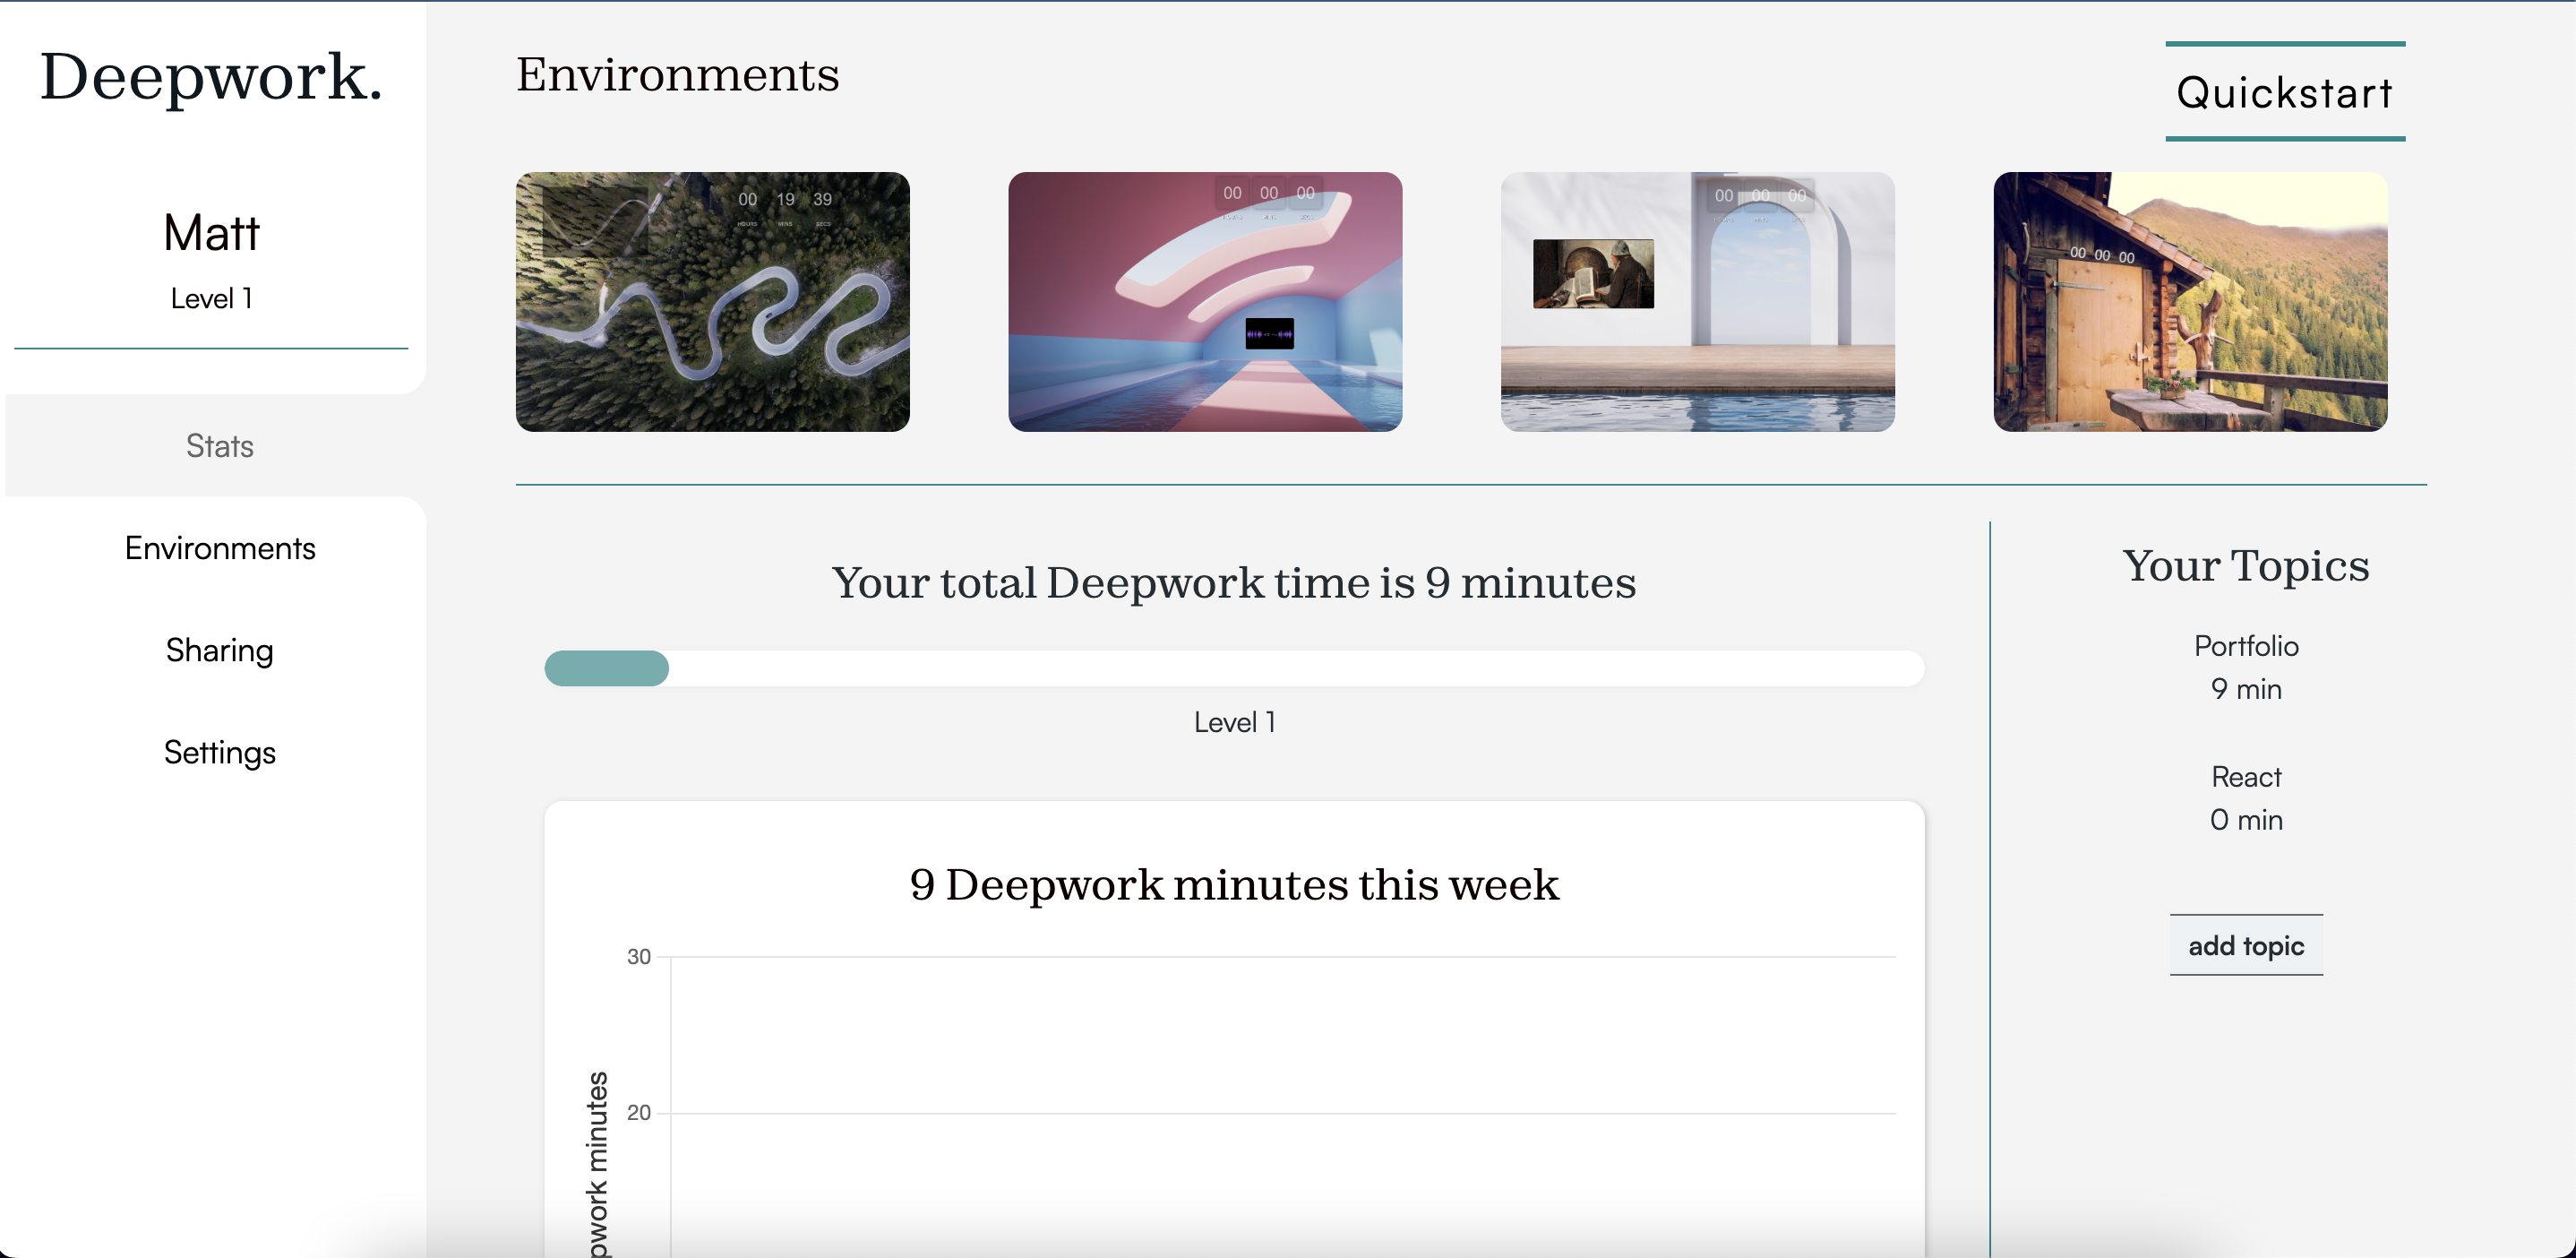 Deepwork.
Matt
Level 1
Stats
Environments
Sharing
Settings
Environments
Quickstart
00 19 39
HOURS MINS SECS
00 00 00
00 00 00
00 00 00
Your total Deepwork time is 9 minutes
Level 1
9 Deepwork minutes this week
30
20
pwork minutes
Your Topics
Portfolio
9 min
React
0 min
add topic